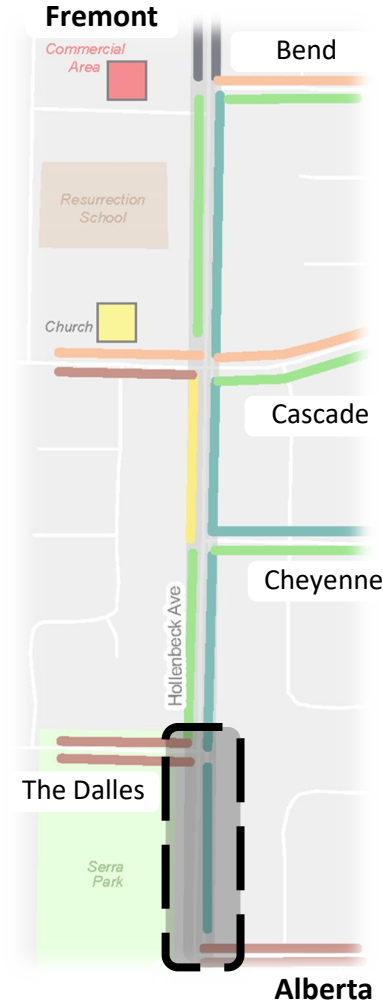 Fremont
Commercial
Area
Bend
Resurrection
School
Church
Cascade
Cheyenne
Hollenbeck Ave
The Dalles
Serra
Park
Alberta